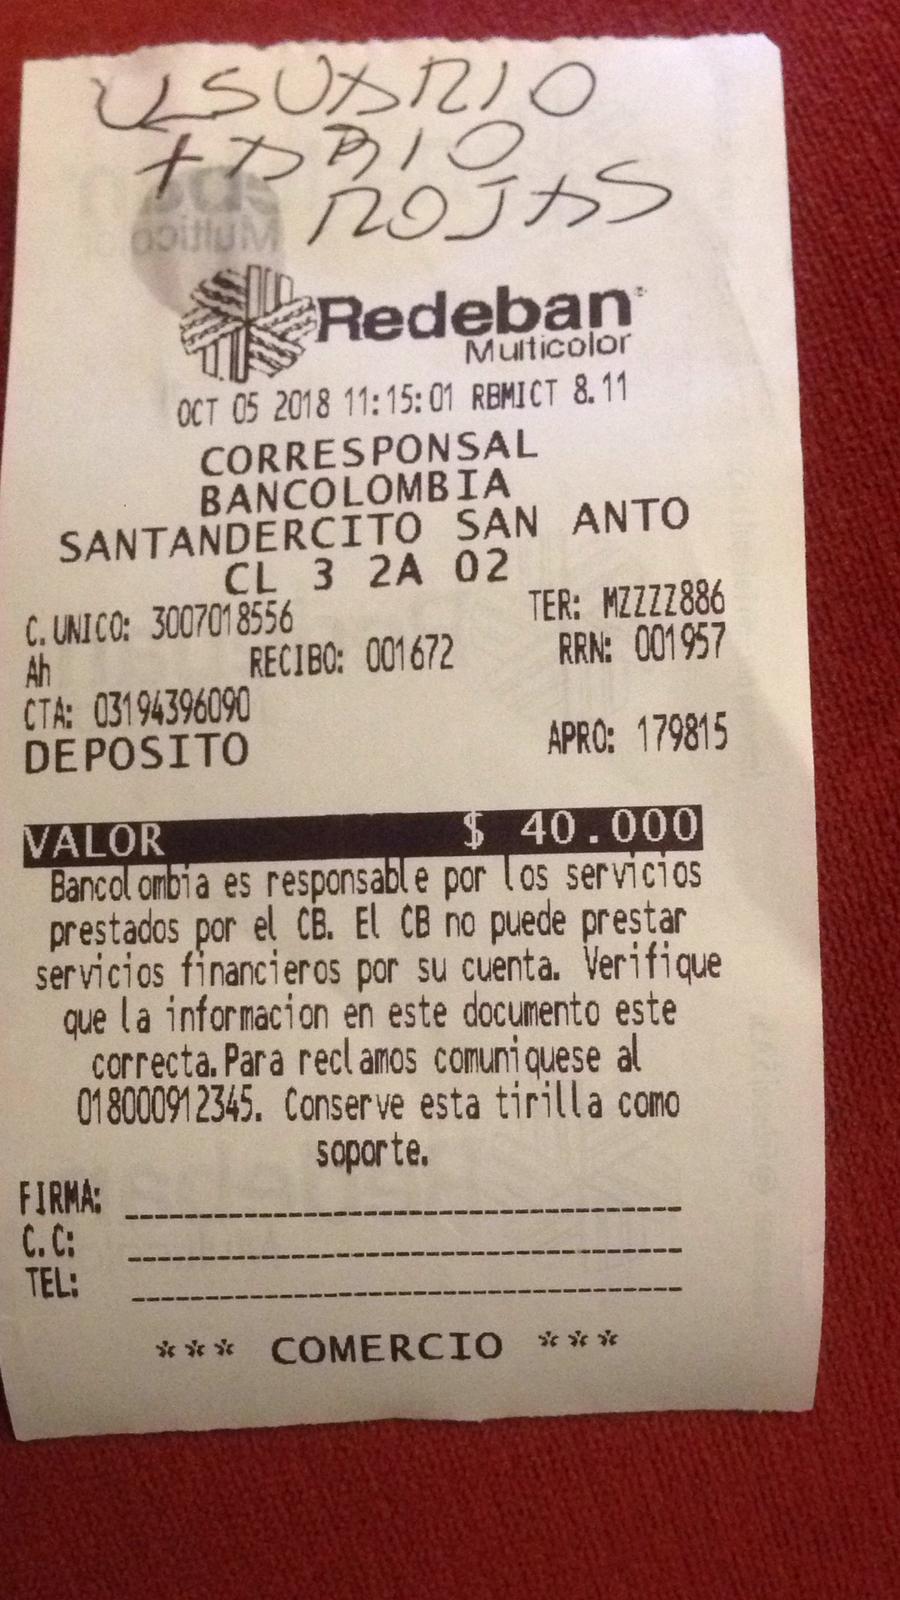 USUARIO
ROJAS
Redeban
Multicolor
OCT 05 2018 11:15:01 RBMICT 8.11
CORRESPONSAL
BANCOLOMBIA
SANTANDERCITO SAN ANTO
CL 3 2A 02
C.UNICO: 3007018556 TER: MZZZZ886
Ah RECIBO: 001672 RRN: 001957
CTA: 03194396090
DEPOSITO APRO: 179815
VALOR $ 40.000
Bancolombia es responsable por los servicios
prestados por el CB. El CB no puede prestar
servicios financieros por su cuenta. Verifique
que la informacion en este documento este
correcta.Para reclamos comuniquese al
018000912345. Conserve esta tirilla como
soporte.
FIRMA:
C.C:
TEL:
*** COMERCIO ***